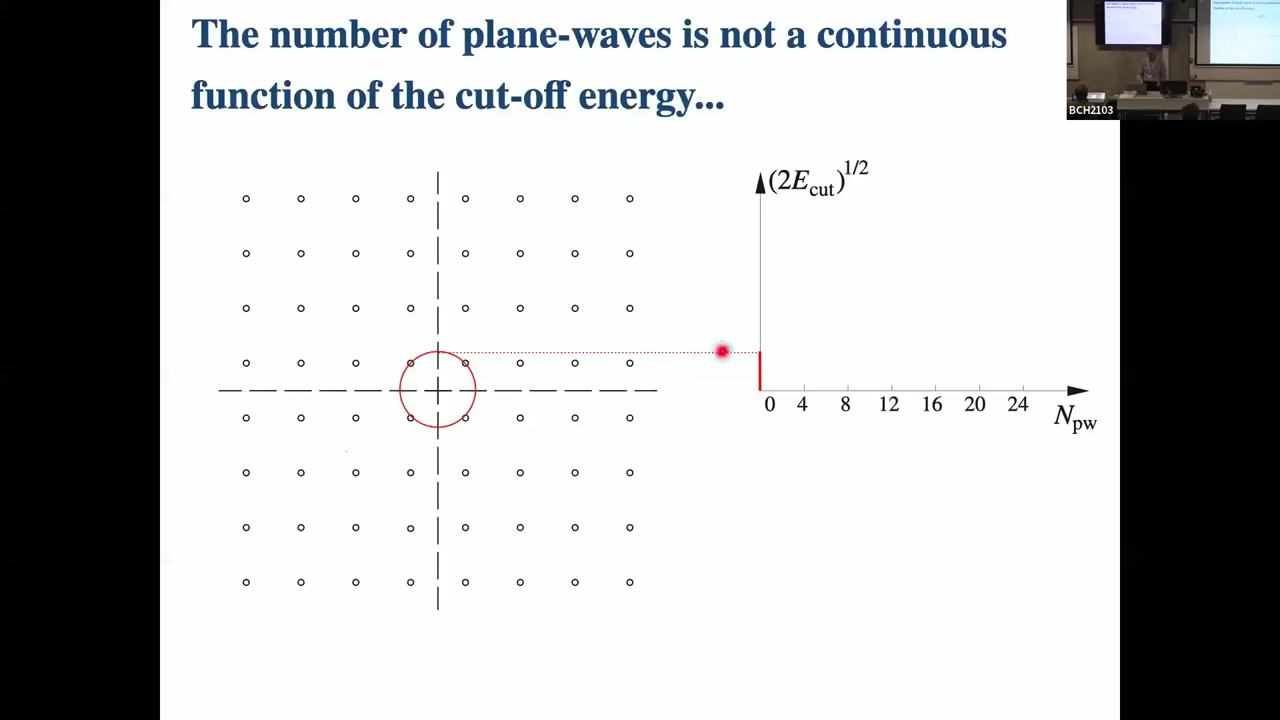 The number of plane-waves is not a continuous
function of the cut-off energy...
BCH2103
(2E_cut)^1/2
0 4 8 12 16 20 24
N_pw